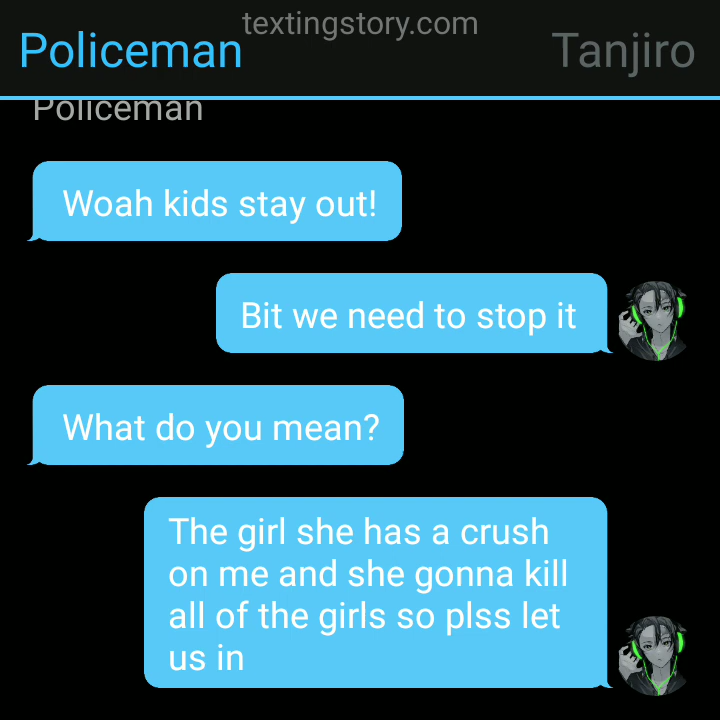 textingstory.com
Policeman
Tanjiro
Policeman
Woah kids stay out!
Bit we need to stop it
What do you mean?
The girl she has a crush
on me and she gonna kill
all of the girls so plss let
us in